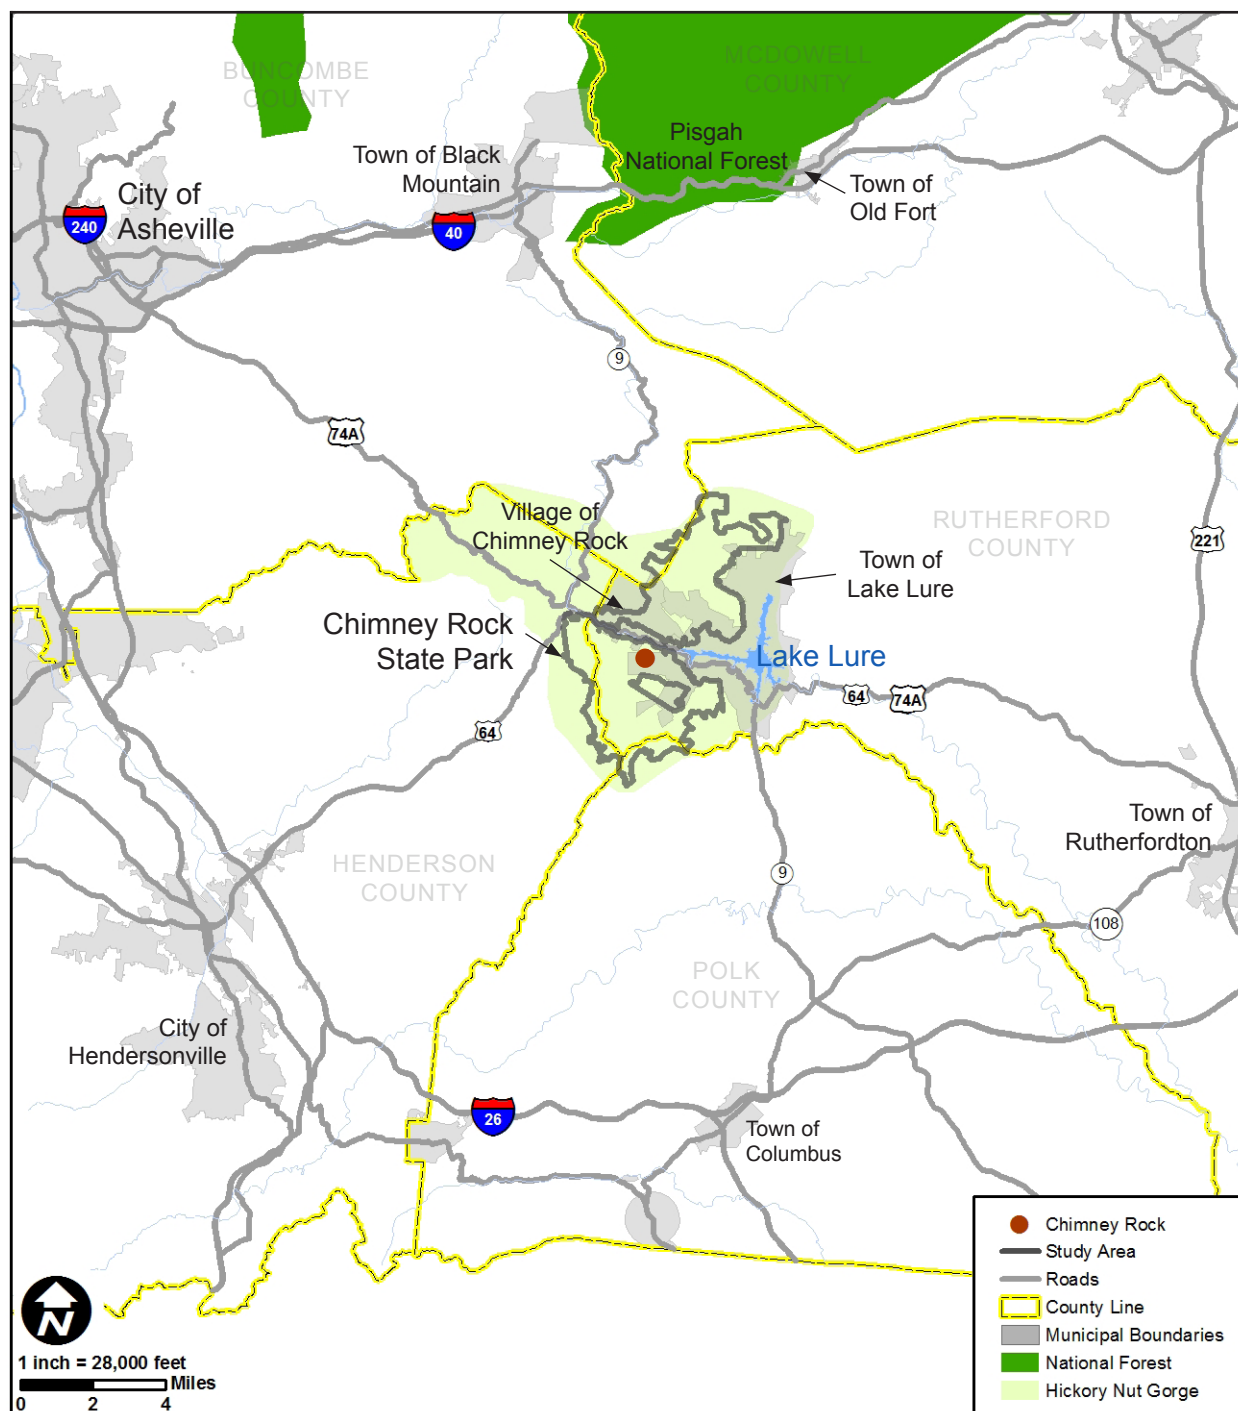 BUNCOMBE
COUNTY
MCDOWELL
COUNTY
Pisgah
National Forest
Town of Black
Mountain
Town of
Old Fort
City of
Asheville
240
40
9
74A
Village of
Chimney Rock
RUTHERFORD
COUNTY
221
Town of
Lake Lure
Chimney Rock
State Park
Lake Lure
64
74A
64
Town of
Rutherfordton
HENDERSON
COUNTY
9
108
POLK
COUNTY
City of
Hendersonville
26
Town of
Columbus
N
1 inch = 28,000 feet
Miles
0 2 4
Chimney Rock
Study Area
Roads
County Line
Municipal Boundaries
National Forest
Hickory Nut Gorge